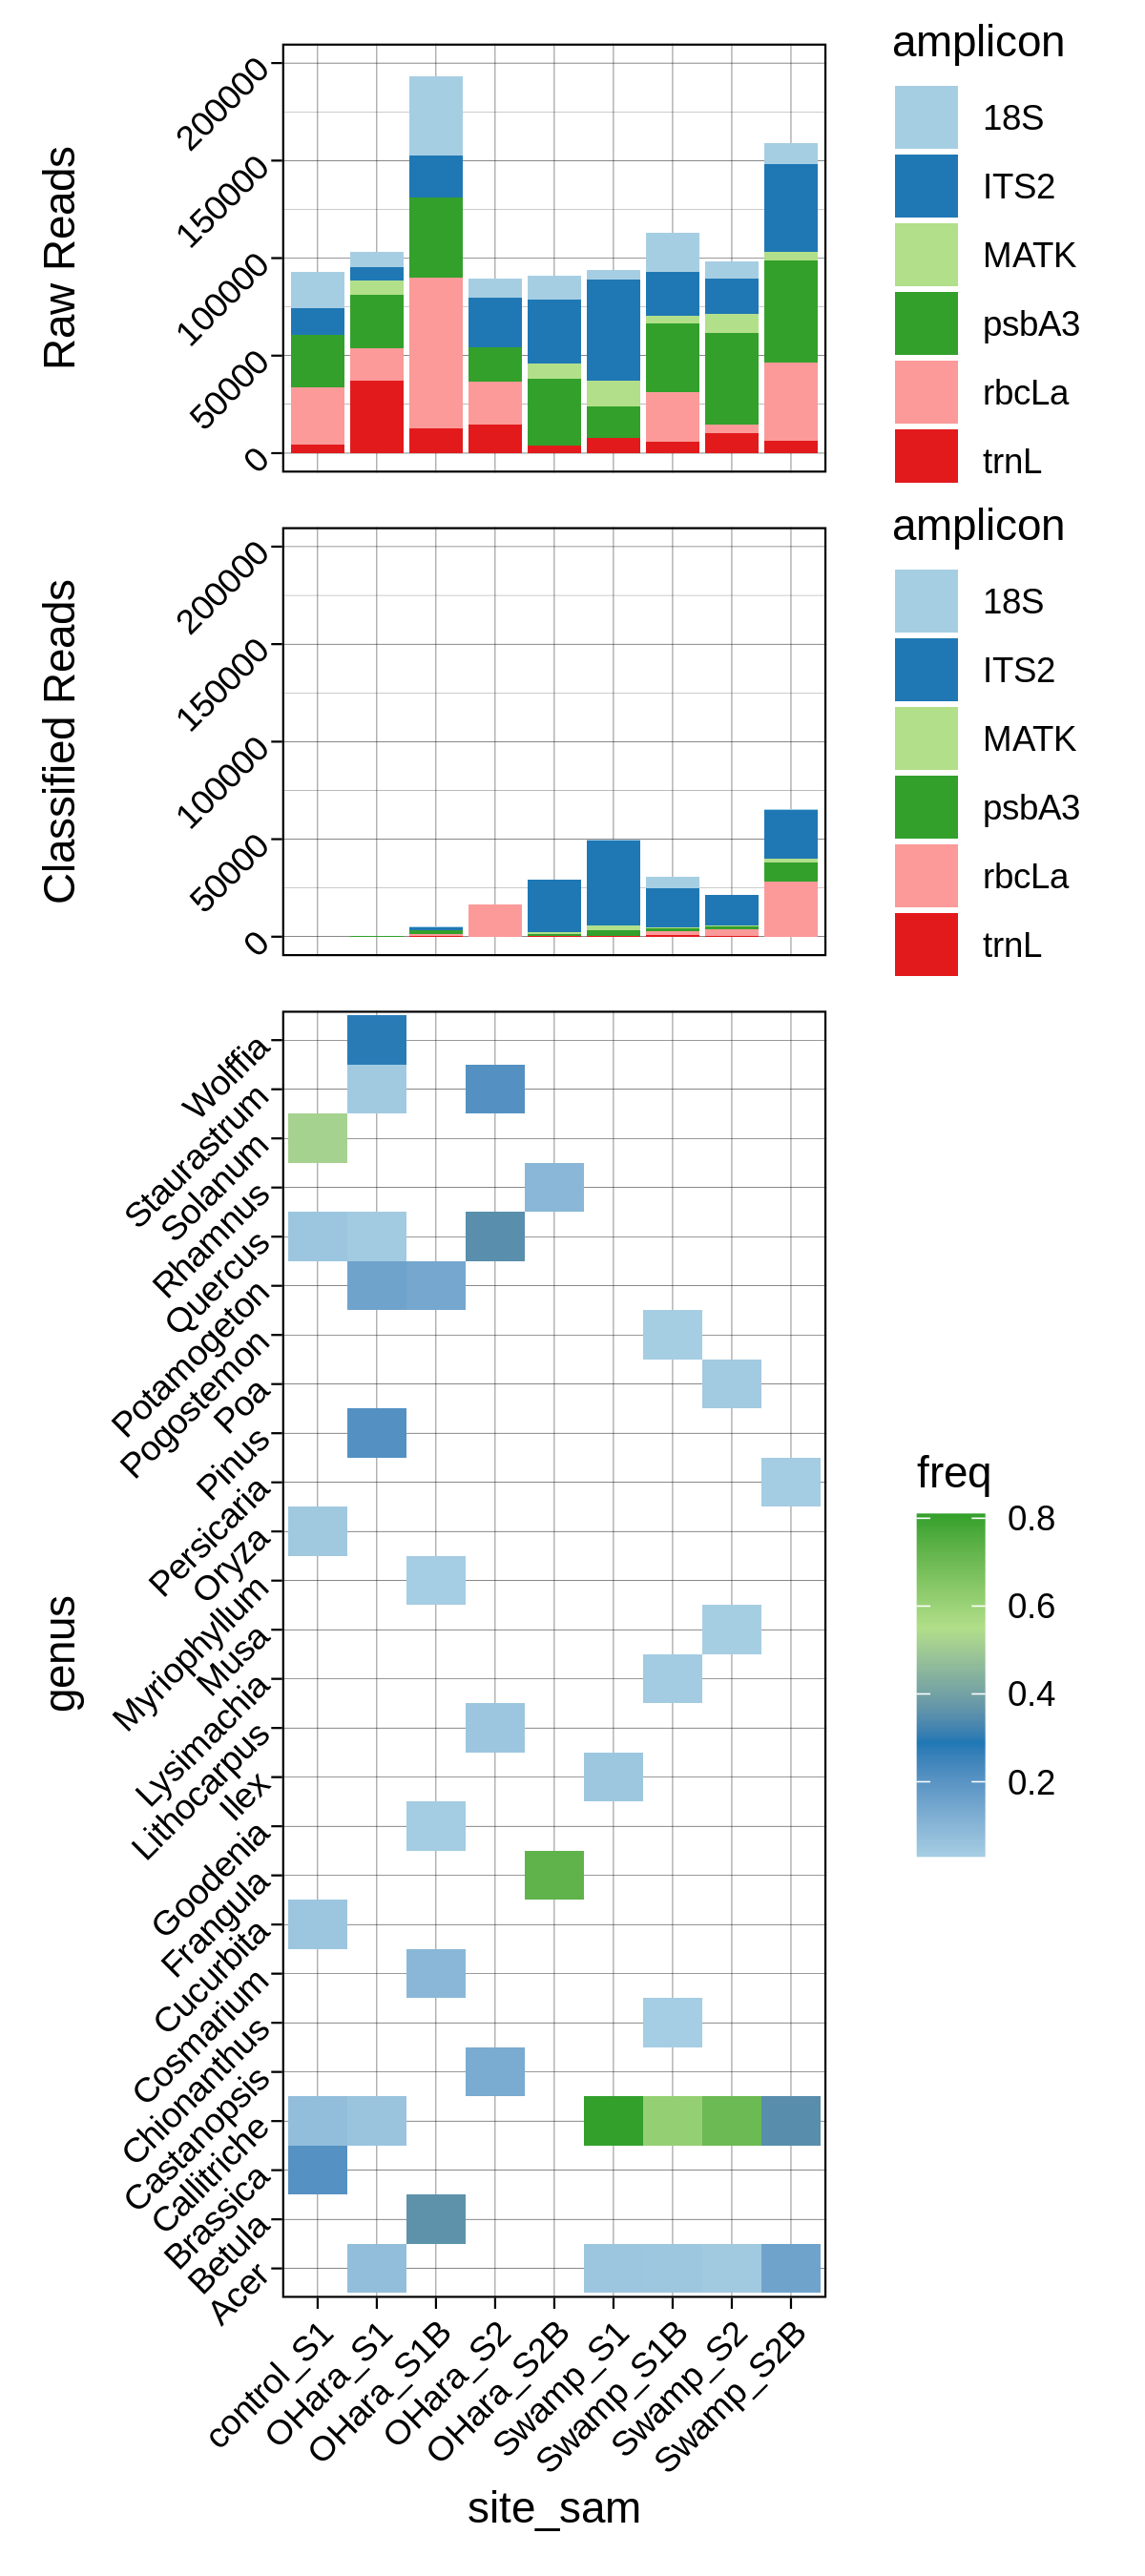 Raw Reads
200000
150000
100000
50000
0
amplicon
18S
ITS2
MATK
psbA3
rbcLa
trnL
Classified Reads
200000
150000
100000
50000
0
amplicon
18S
ITS2
MATK
psbA3
rbcLa
trnL
genus
Wolffia
Staurastrum
Solanum
Rhamnus
Quercus
Potamogeton
Pogostemon
Poa
Pinus
Persicaria
Oryza
Myriophyllum
Musa
Lysimachia
Lithocarpus
Ilex
Goodenia
Frangula
Cucurbita
Cosmarium
Chionanthus
Castanopsis
Callitriche
Brassica
Betula
Acer
freq
0.8
0.6
0.4
0.2
control_S1
OHara_S1
OHara_S1B
OHara_S2
OHara_S2B
Swamp_S1
Swamp_S1B
Swamp_S2
Swamp_S2B
site_sam